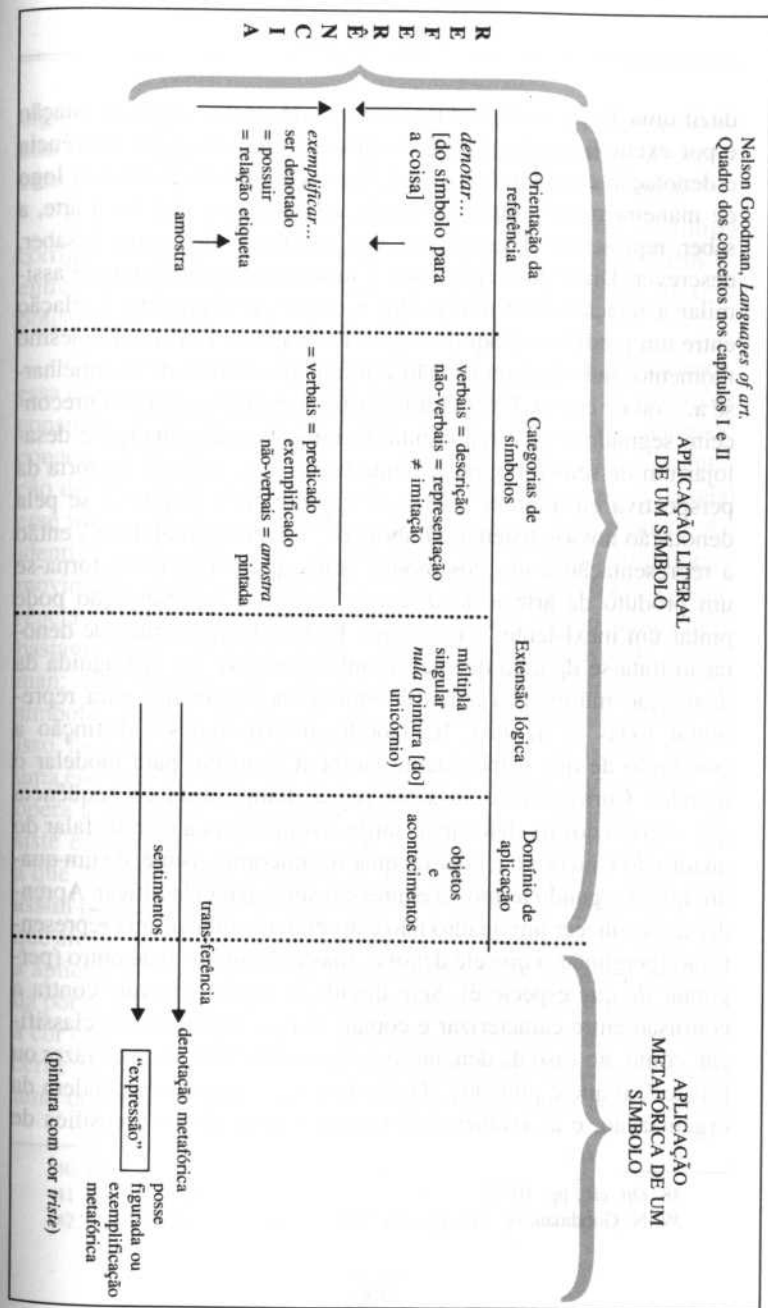 Nelson Goodman, Languages of art.
Quadro dos conceitos nos capítulos I e II
APLICAÇÃO LITERAL
DE UM SÍMBOLO
APLICAÇÃO
METAFÓRICA DE UM
SÍMBOLO
REFERÊNCIA
Orientação da
referência
Categorias de
símbolos
Extensão lógica
Domínio de
aplicação
denotar...
[do símbolo para
a coisa]
verbais = descrição
não-verbais = representação
≠ imitação
múltipla
singular
nula (pintura [do]
unicórnio)
objetos
e
acontecimentos
exemplificar...
ser denotado
= possuir
= relação etiqueta
amostra
= verbais = predicado
exemplificado
não-verbais = amostra
pintada
trans-ferência
sentimentos
denotação metafórica
“expressão”
posse
figurada ou
exemplificação
metafórica
(pintura com cor triste)